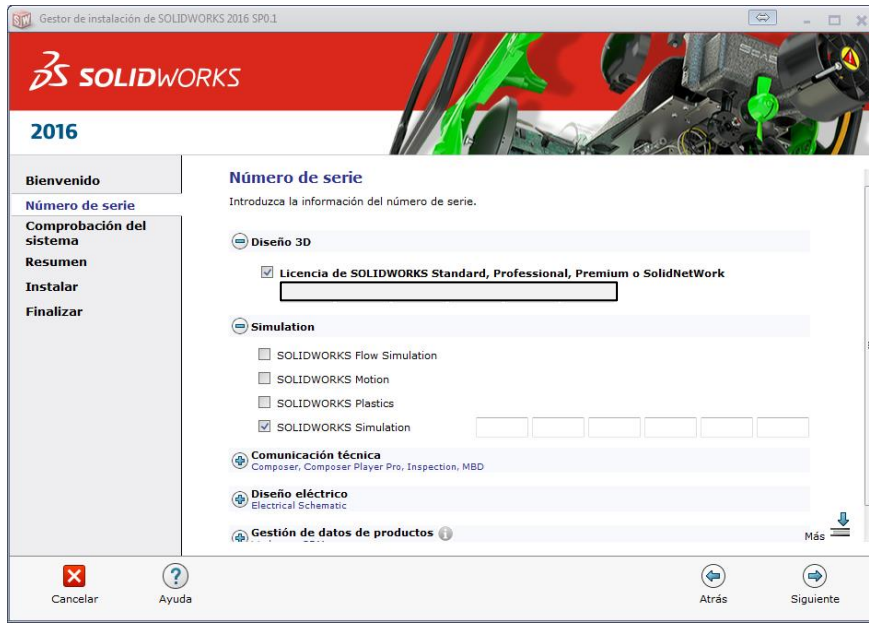 Gestor de instalación de SOLIDWORKS 2016 SP0.1
SOLIDWORKS
2016
Bienvenido
Número de serie
Comprobación del
sistema
Resumen
Instalar
Finalizar
Número de serie
Introduzca la información del número de serie.
Diseño 3D
Licencia de SOLIDWORKS Standard, Professional, Premium o SolidNetWork
Simulation
SOLIDWORKS Flow Simulation
SOLIDWORKS Motion
SOLIDWORKS Plastics
SOLIDWORKS Simulation
Comunicación técnica
Composer, Composer Player Pro, Inspection, MBD
Diseño eléctrico
Electrical Schematic
Gestión de datos de productos
Más
Cancelar
Ayuda
Atrás
Siguiente